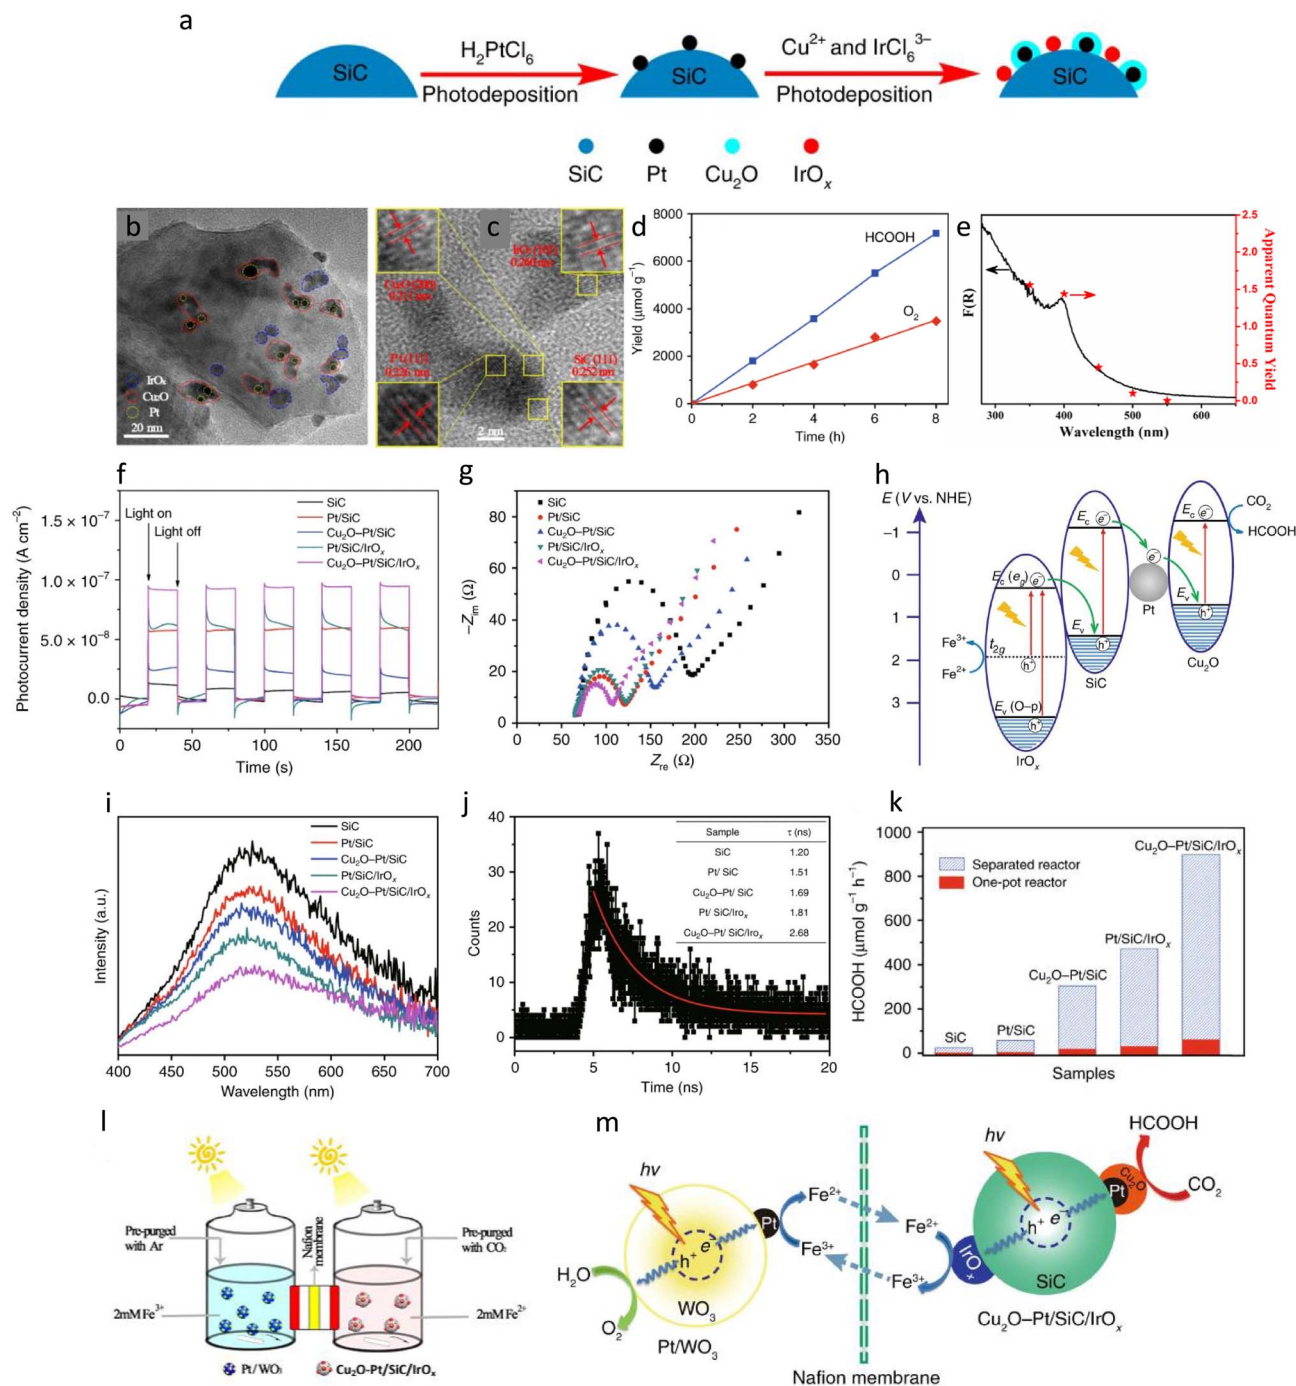 a
SiC
H₂PtCl₆
Photodeposition
SiC
Cu²⁺ and IrCl₆³⁻
Photodeposition
SiC
SiC
Pt
Cu₂O
IrOₓ
b
IrOₓ
Cu₂O
Pt
20 nm
c
0.260 nm
Pt (111)
0.226 nm
SiC (111)
0.252 nm
2 nm
d
8000
6000
4000
2000
0
Yield (μmol g⁻¹)
HCOOH
O₂
0 2 4 6 8
Time (h)
e
F(R)
2.5
2.0
1.5
1.0
0.5
0.0
Apparent Quantum Yield
300 400 500 600
Wavelength (nm)
f
Photocurrent density (A cm⁻²)
1.5 × 10⁻⁷
1.0 × 10⁻⁷
5.0 × 10⁻⁸
0.0
Light on
Light off
SiC
Pt/SiC
Cu₂O–Pt/SiC
Pt/SiC/IrOₓ
Cu₂O–Pt/SiC/IrOₓ
0 50 100 150 200
Time (s)
g
80
60
40
20
0
−Zᵢₘ (Ω)
SiC
Pt/SiC
Cu₂O–Pt/SiC
Pt/SiC/IrOₓ
Cu₂O–Pt/SiC/IrOₓ
0 50 100 150 200 250 300 350
Zᵣₑ (Ω)
h
E (V vs. NHE)
−1
0
1
2
3
E_c (e_g) e⁻
t₂g
h⁺
E_v (O–p)
h⁺
IrOₓ
Fe³⁺
Fe²⁺
E_c e⁻
E_v
h⁺
SiC
e⁻
Pt
E_c e⁻
E_v
h⁺
Cu₂O
CO₂
HCOOH
i
Intensity (a.u.)
SiC
Pt/SiC
Cu₂O–Pt/SiC
Pt/SiC/IrOₓ
Cu₂O–Pt/SiC/IrOₓ
400 450 500 550 600 650 700
Wavelength (nm)
j
40
30
20
10
0
Counts
Sample τ (ns)
SiC 1.20
Pt/ SiC 1.51
Cu₂O–Pt/ SiC 1.69
Pt/ SiC/Iroₓ 1.81
Cu₂O–Pt/ SiC/Iroₓ 2.68
0 5 10 15 20
Time (ns)
k
1000
800
600
400
200
0
HCOOH (μmol g⁻¹ h⁻¹)
Separated reactor
One-pot reactor
SiC
Pt/SiC
Cu₂O–Pt/SiC
Pt/SiC/IrOₓ
Cu₂O–Pt/SiC/IrOₓ
Samples
l
Pre-purged
with Ar
Nafion
membrane
Pre-purged
with CO₂
2mM Fe³⁺
2mM Fe²⁺
Pt/WO₃
Cu₂O-Pt/SiC/IrOₓ
m
hv
h⁺
e
WO₃
Pt
H₂O
O₂
Pt/WO₃
Fe²⁺
Fe³⁺
Nafion membrane
Fe²⁺
Fe³⁺
IrOₓ
hv
h⁺
e⁻
SiC
Pt
Cu₂O
HCOOH
CO₂
Cu₂O–Pt/SiC/IrOₓ